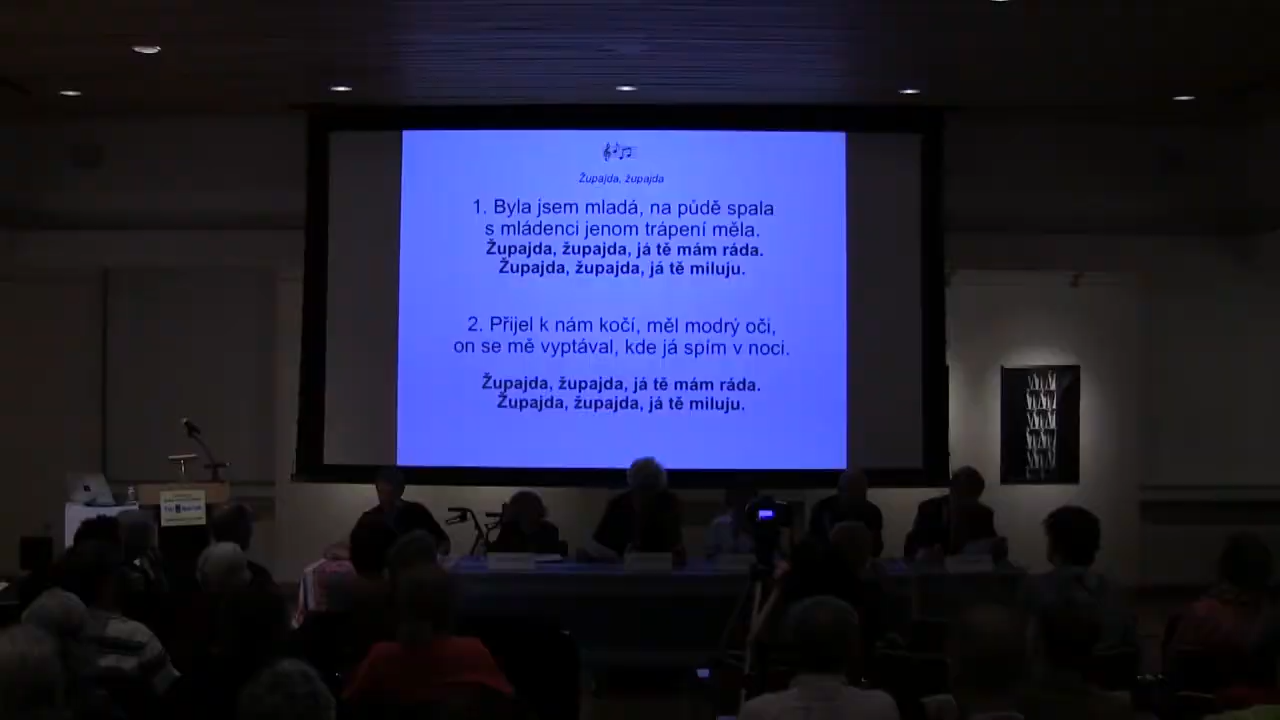 Župajda, župajda
1. Byla jsem mladá, na půdě spala
s mládenci jenom trápení měla.
Župajda, župajda, já tě mám ráda.
Župajda, župajda, já tě miluju.
2. Přijel k nám kočí, měl modrý oči,
on se mě vyptával, kde já spím v noci.
Župajda, župajda, já tě mám ráda.
Župajda, župajda, já tě miluju.